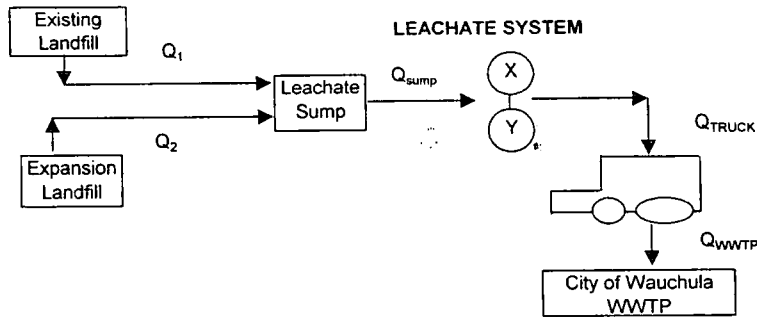 Existing
Landfill
Q1
LEACHATE SYSTEM
Qsump
X
Leachate
Sump
Y
Q2
QTRUCK
Expansion
Landfill
QWWTP
City of Wauchula
WWTP